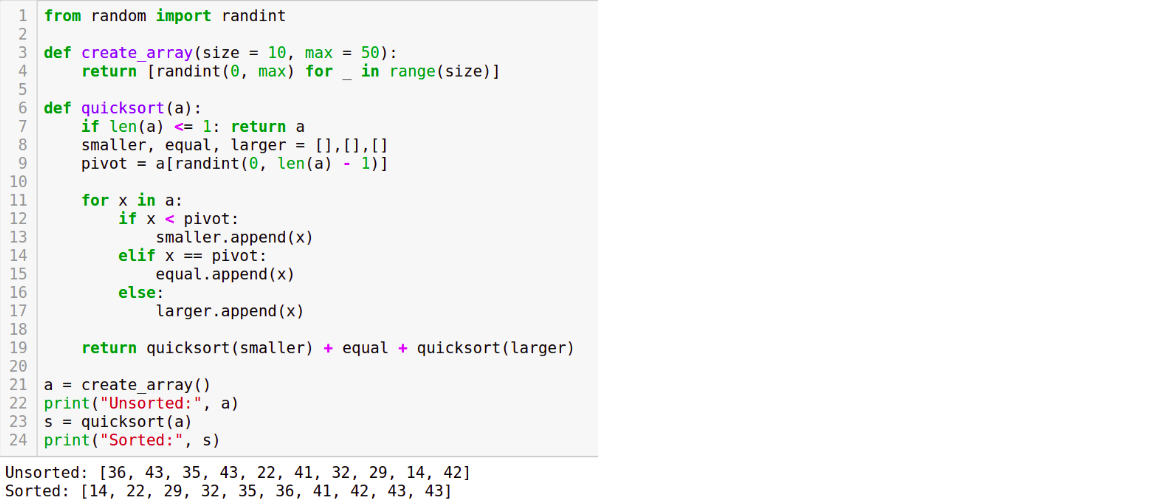 1 from random import randint
2
3 def create_array(size = 10, max = 50):
4     return [randint(0, max) for _ in range(size)]
5
6 def quicksort(a):
7     if len(a) <= 1: return a
8     smaller, equal, larger = [],[],[]
9     pivot = a[randint(0, len(a) - 1)]
10
11     for x in a:
12         if x < pivot:
13             smaller.append(x)
14         elif x == pivot:
15             equal.append(x)
16         else:
17             larger.append(x)
18
19     return quicksort(smaller) + equal + quicksort(larger)
20
21 a = create_array()
22 print("Unsorted:", a)
23 s = quicksort(a)
24 print("Sorted:", s)
Unsorted: [36, 43, 35, 43, 22, 41, 32, 29, 14, 42]
Sorted: [14, 22, 29, 32, 35, 36, 41, 42, 43, 43]